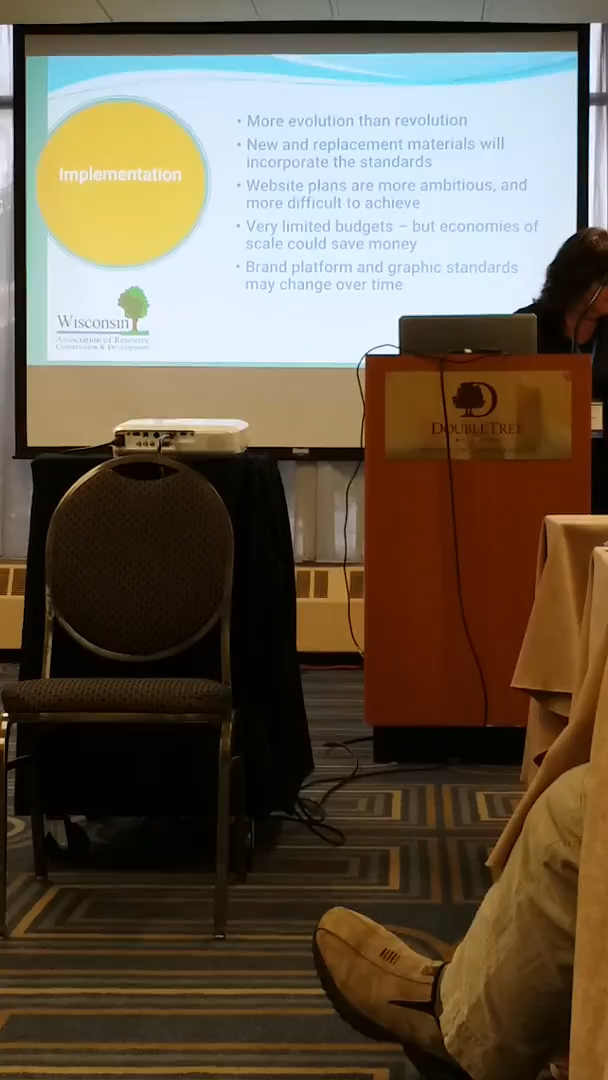 Implementation
• More evolution than revolution
• New and replacement materials will
incorporate the standards
• Website plans are more ambitious, and
more difficult to achieve
• Very limited budgets – but economies of
scale could save money
• Brand platform and graphic standards
may change over time
Wisconsin
Association of Resource
Conservation & Development
DOUBLETREE